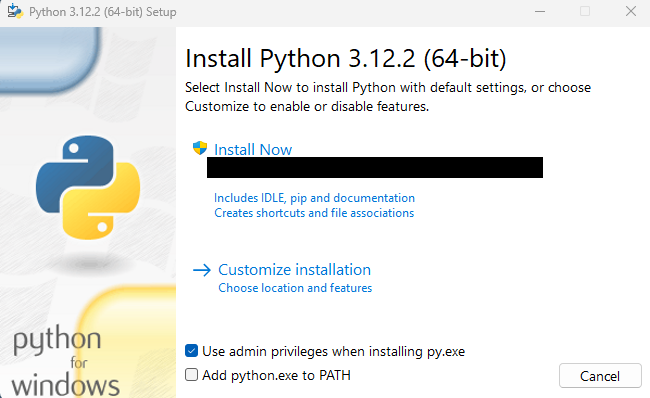 Python 3.12.2 (64-bit) Setup
Install Python 3.12.2 (64-bit)
Select Install Now to install Python with default settings, or choose
Customize to enable or disable features.
Install Now
Includes IDLE, pip and documentation
Creates shortcuts and file associations
Customize installation
Choose location and features
Use admin privileges when installing py.exe
Add python.exe to PATH
Cancel
python
for
windows